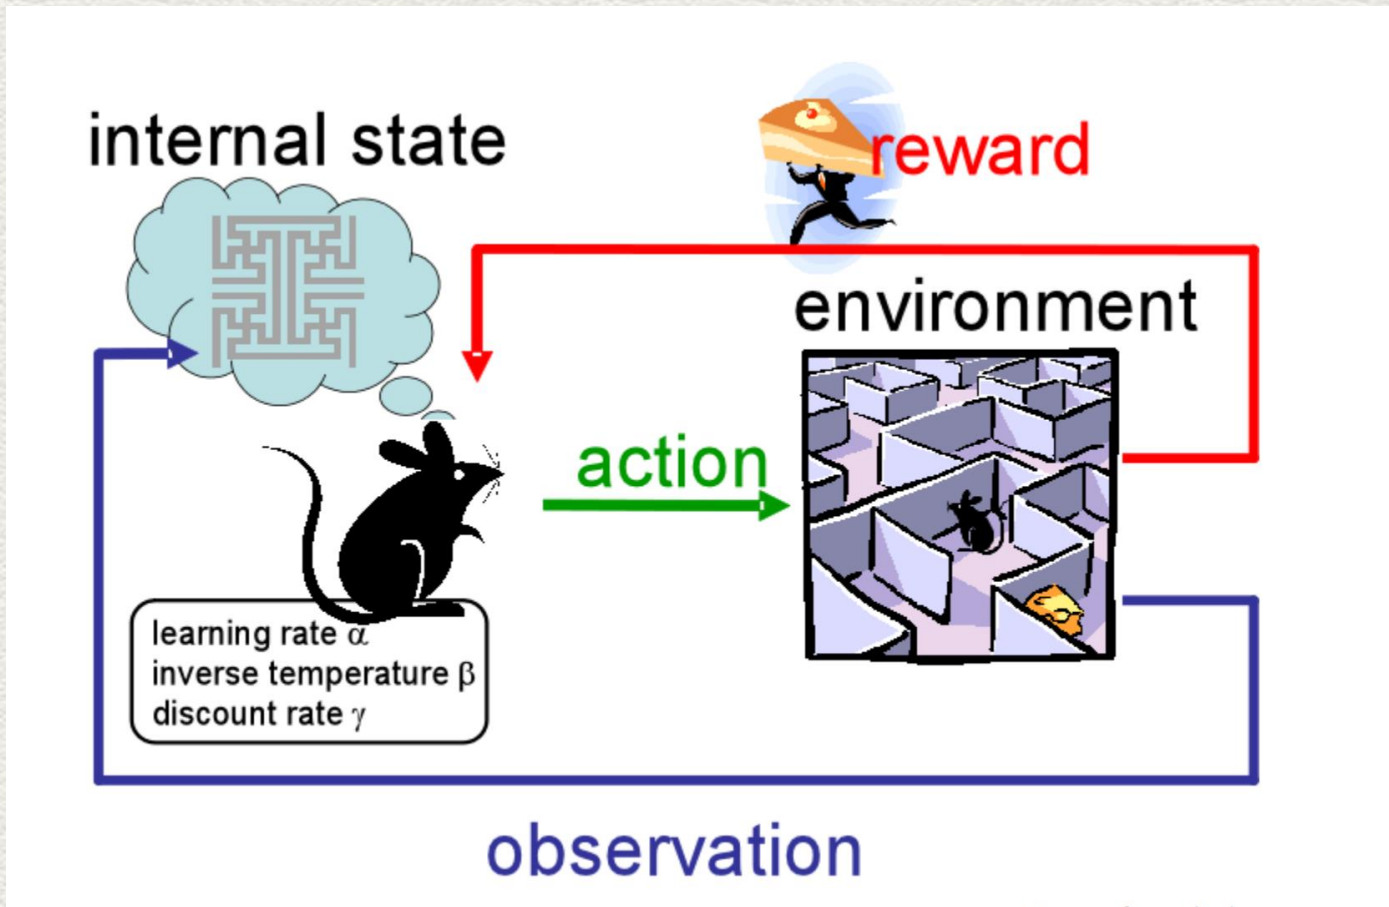 internal state
reward
environment
action
learning rate α
inverse temperature β
discount rate γ
observation